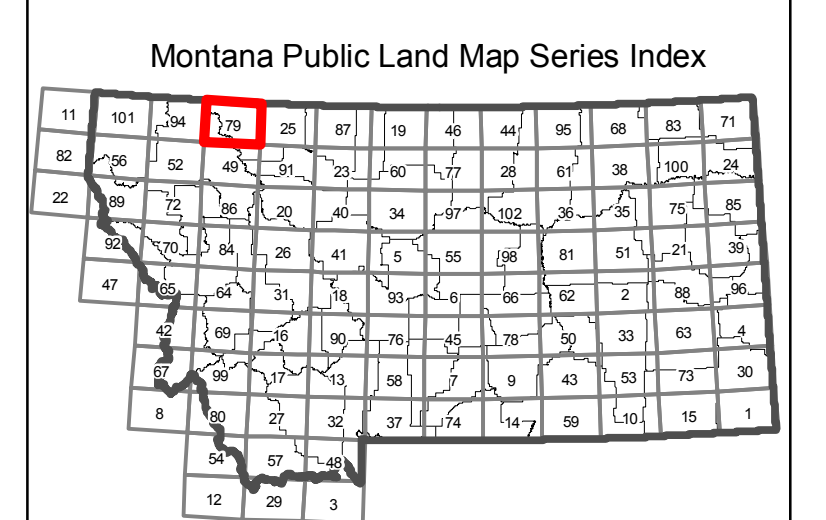 Montana Public Land Map Series Index
11 101 94 79 25 87 19 46 44 95 68 83 71
82 56 52 49 91 23 60 77 28 61 38 100 24
22 89 72 86 20 40 34 97 102 36 35 75 85
92 70 84 26 41 5 55 98 81 51 21 39
47 65 64 31 18 93 6 66 62 2 88 96
42 69 16 90 76 45 78 50 33 63 4
67 99 17 13 58 7 9 43 53 73 30
8 80 27 32 37 74 14 59 10 15 1
54 57 48
12 29 3